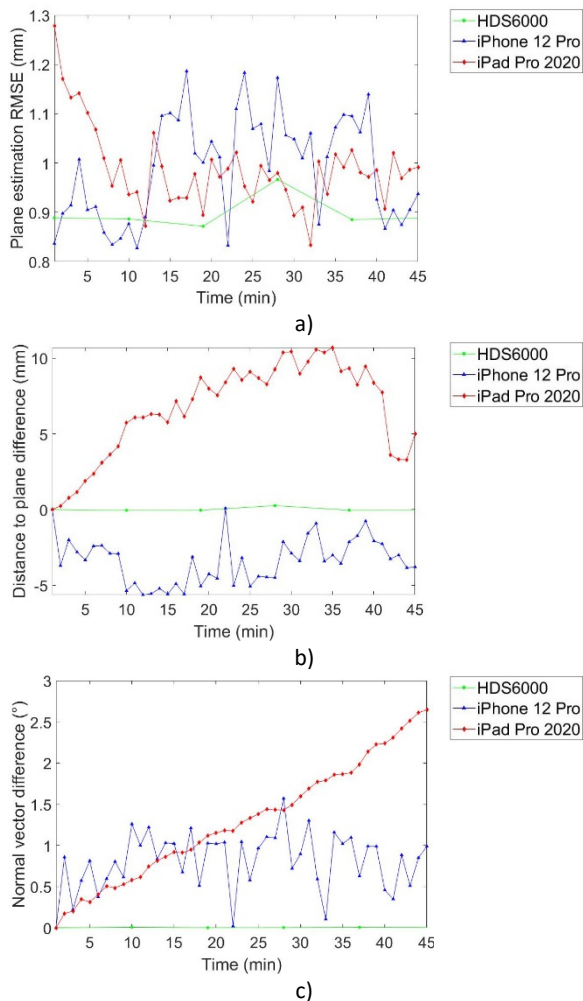 1.3
1.2
1.1
1
0.9
0.8
Plane estimation RMSE (mm)
5 10 15 20 25 30 35 40 45
Time (min)
HDS6000
iPhone 12 Pro
iPad Pro 2020
a)
10
5
0
-5
Distance to plane difference (mm)
5 10 15 20 25 30 35 40 45
Time (min)
HDS6000
iPhone 12 Pro
iPad Pro 2020
b)
3
2.5
2
1.5
1
0.5
0
Normal vector difference (°)
5 10 15 20 25 30 35 40 45
Time (min)
HDS6000
iPhone 12 Pro
iPad Pro 2020
c)